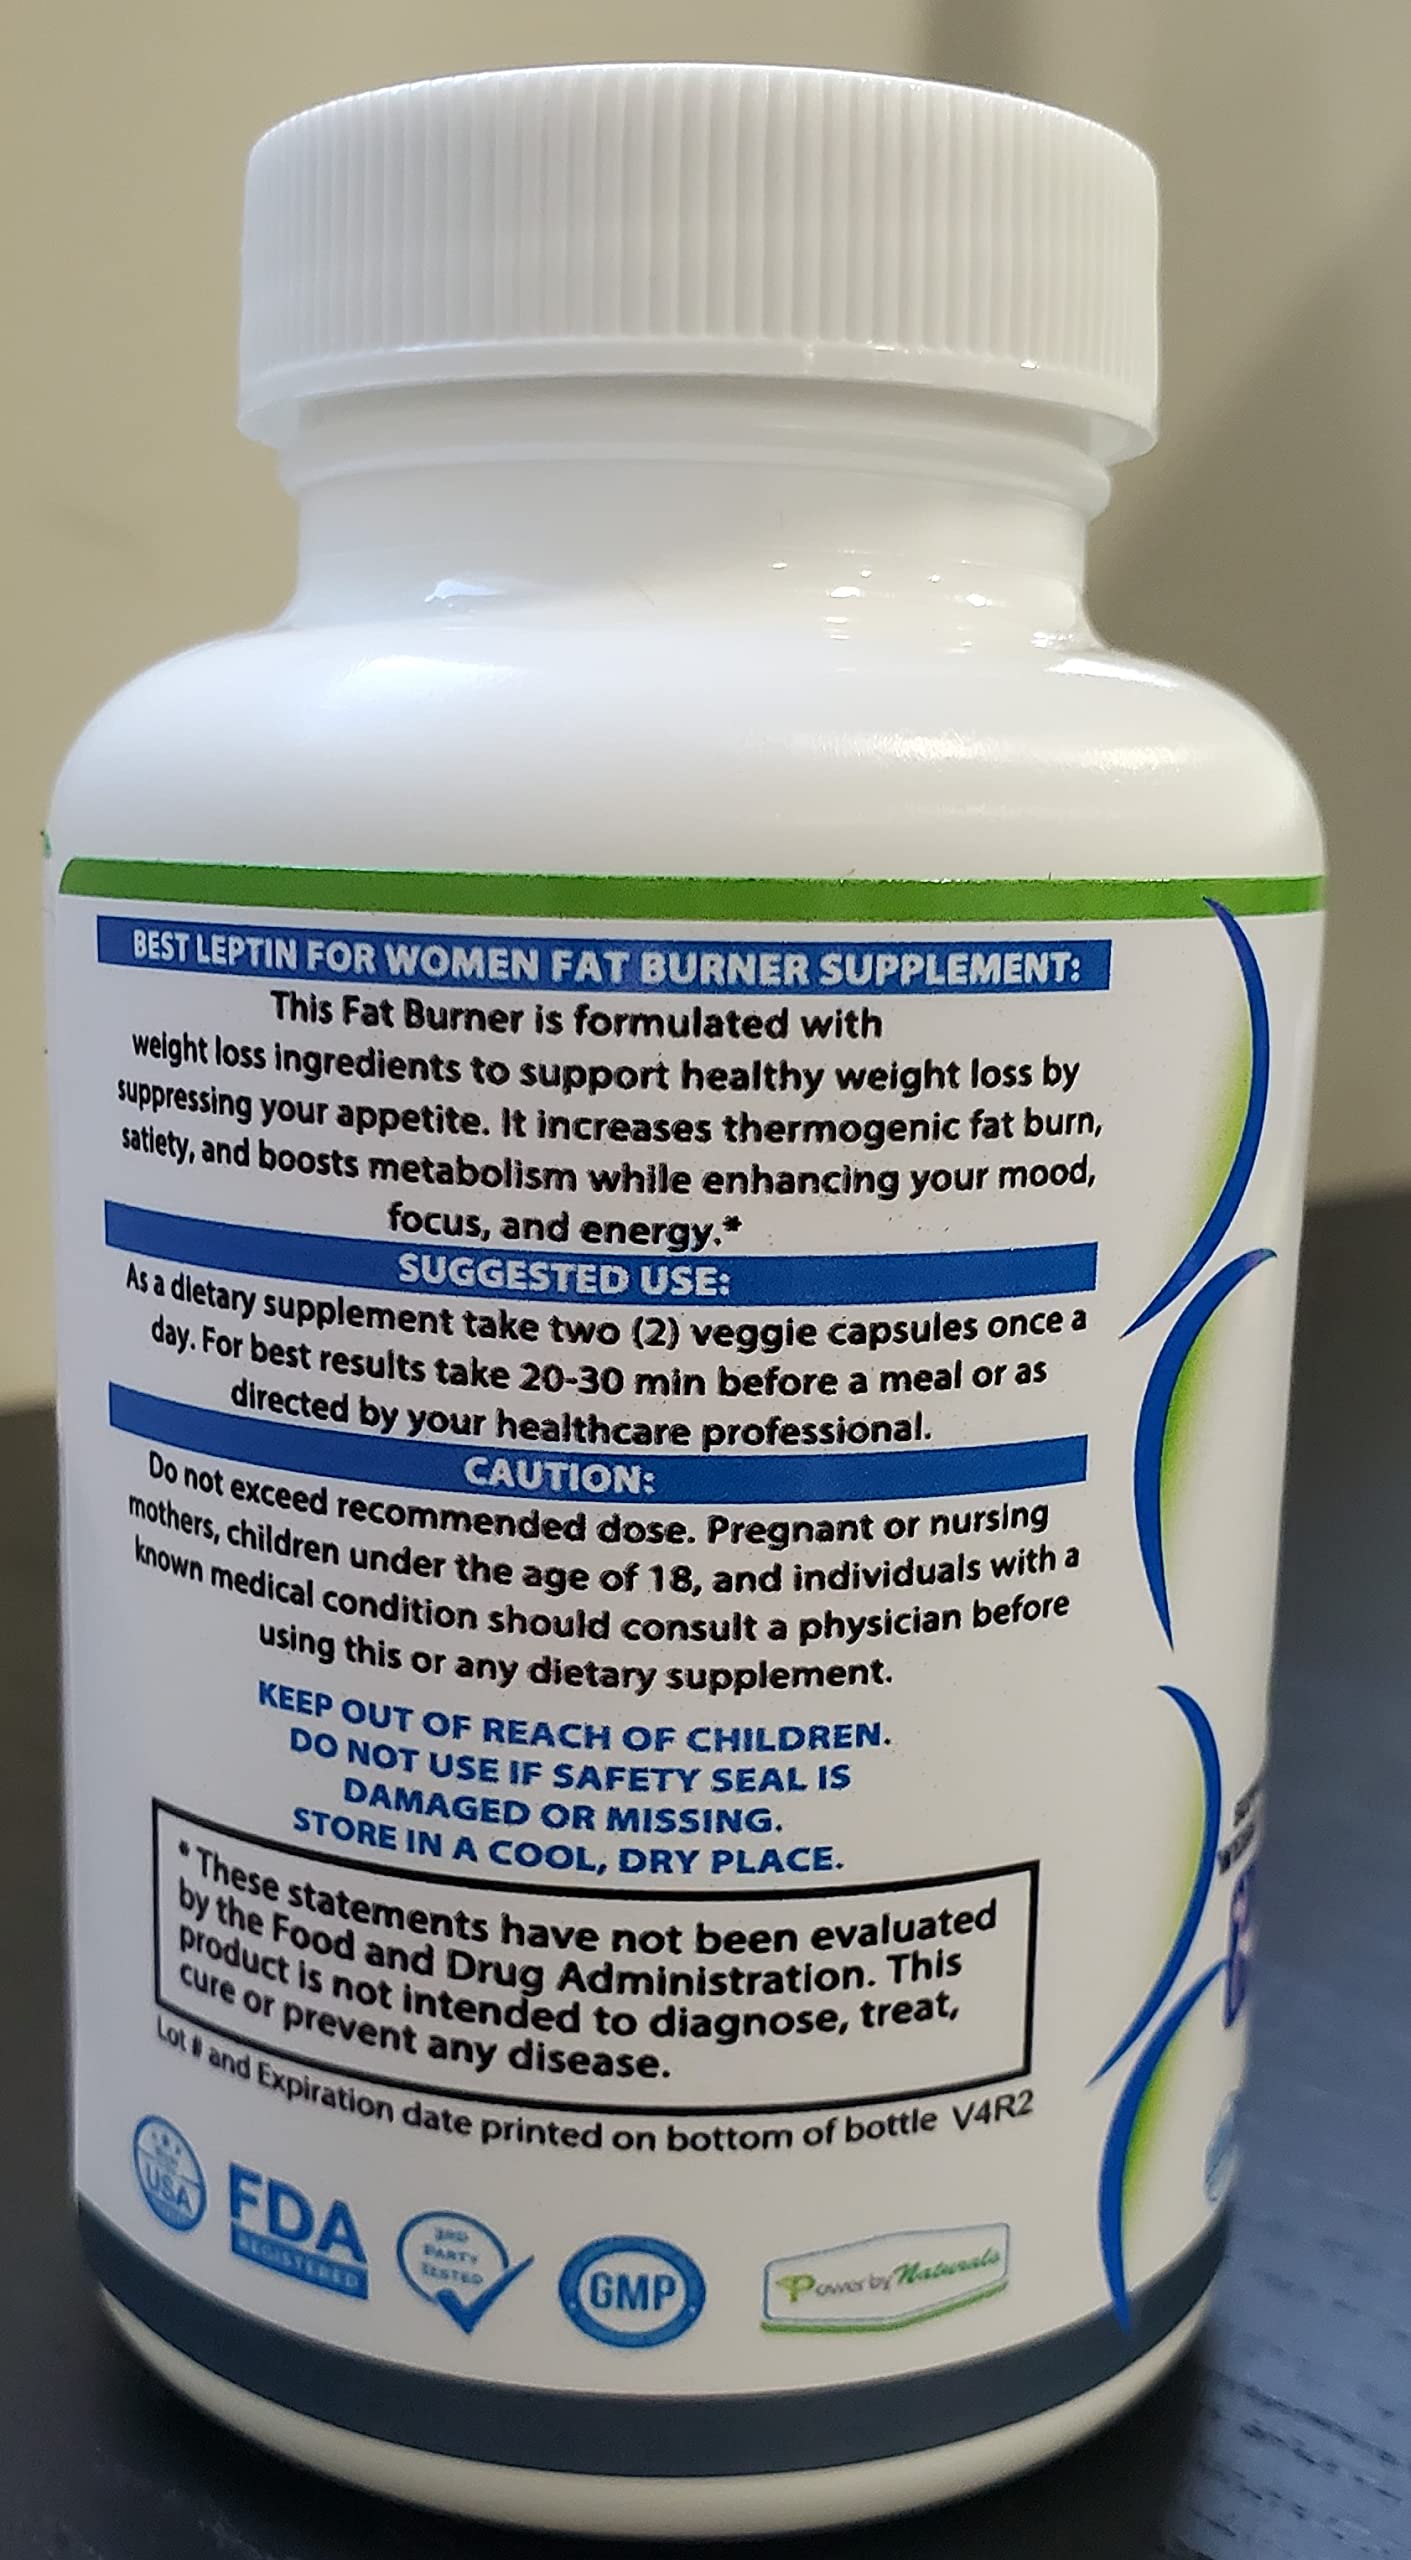 BEST LEPTIN FOR WOMEN FAT BURNER SUPPLEMENT:
This Fat Burner is formulated with
weight loss ingredients to support healthy weight loss by
suppressing your appetite. It increases thermogenic fat burn,
satiety, and boosts metabolism while enhancing your mood,
focus, and energy.*
SUGGESTED USE:
As a dietary supplement take two (2) veggie capsules once a
day. For best results take 20-30 min before a meal or as
directed by your healthcare professional.
CAUTION:
Do not exceed recommended dose. Pregnant or nursing
mothers, children under the age of 18, and individuals with a
known medical condition should consult a physician before
using this or any dietary supplement.
KEEP OUT OF REACH OF CHILDREN.
DO NOT USE IF SAFETY SEAL IS
DAMAGED OR MISSING.
STORE IN A COOL, DRY PLACE.
* These statements have not been evaluated
by the Food and Drug Administration. This
product is not intended to diagnose, treat,
cure or prevent any disease.
Lot # and Expiration date printed on bottom of bottle V4R2
USA
FDA
REGISTERED
3RD
PARTY
TESTED
GMP
Power by Naturals